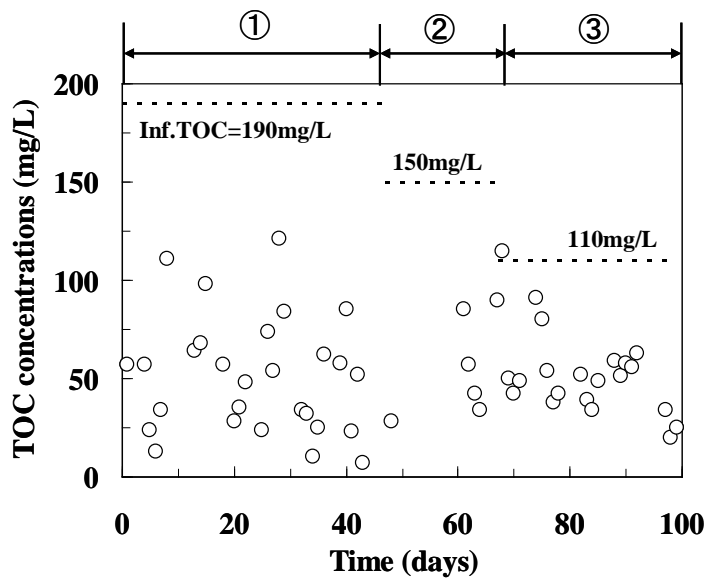 ① ② ③
200
Inf.TOC=190mg/L
150mg/L
150
110mg/L
100
50
0
0 20 40 60 80 100
Time (days)
TOC concentrations (mg/L)